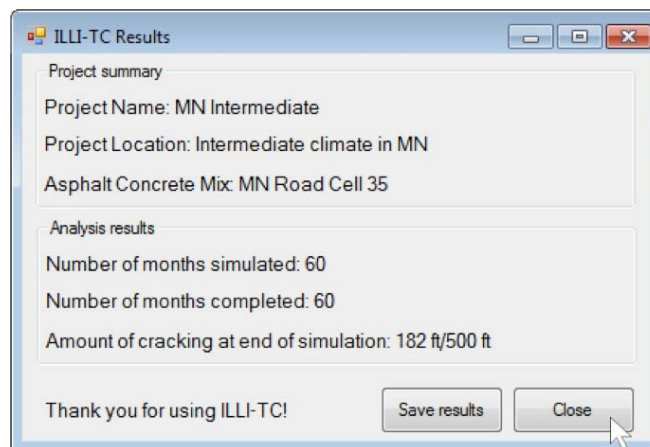 ILLI-TC Results
Project summary
Project Name: MN Intermediate
Project Location: Intermediate climate in MN
Asphalt Concrete Mix: MN Road Cell 35
Analysis results
Number of months simulated: 60
Number of months completed: 60
Amount of cracking at end of simulation: 182 ft/500 ft
Thank you for using ILLI-TC!
Save results
Close